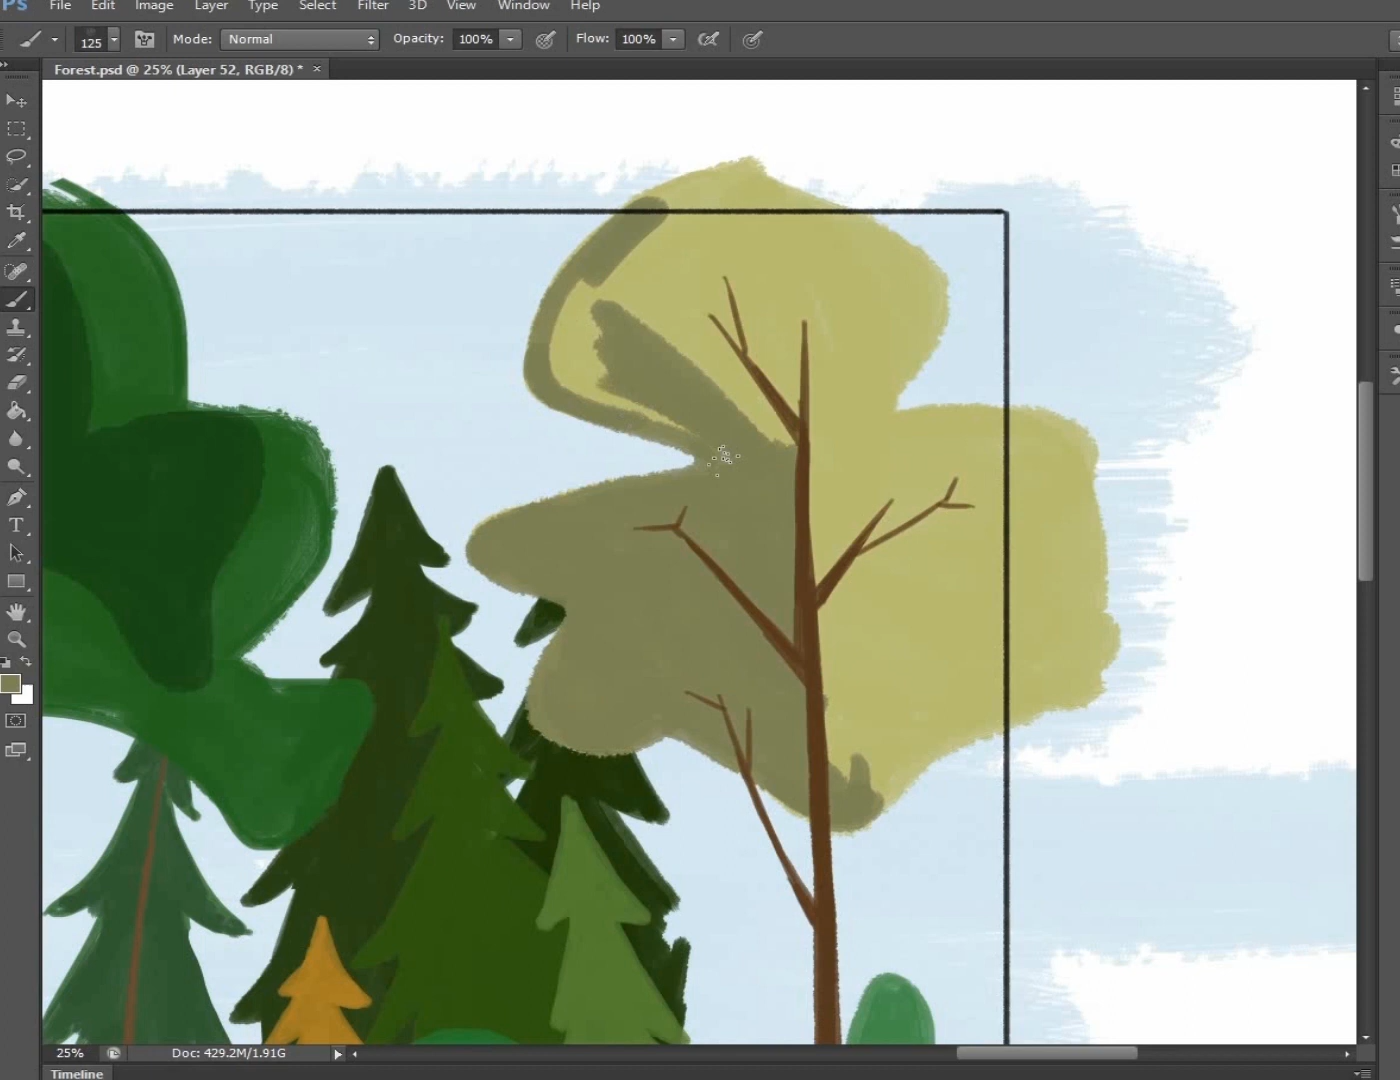 Ps File Edit Image Layer Type Select Filter 3D View Window Help
125 Mode: Normal Opacity: 100% Flow: 100%
Forest.psd @ 25% (Layer 52, RGB/8) * ×
T
25% Doc: 429.2M/1.91G
Timeline